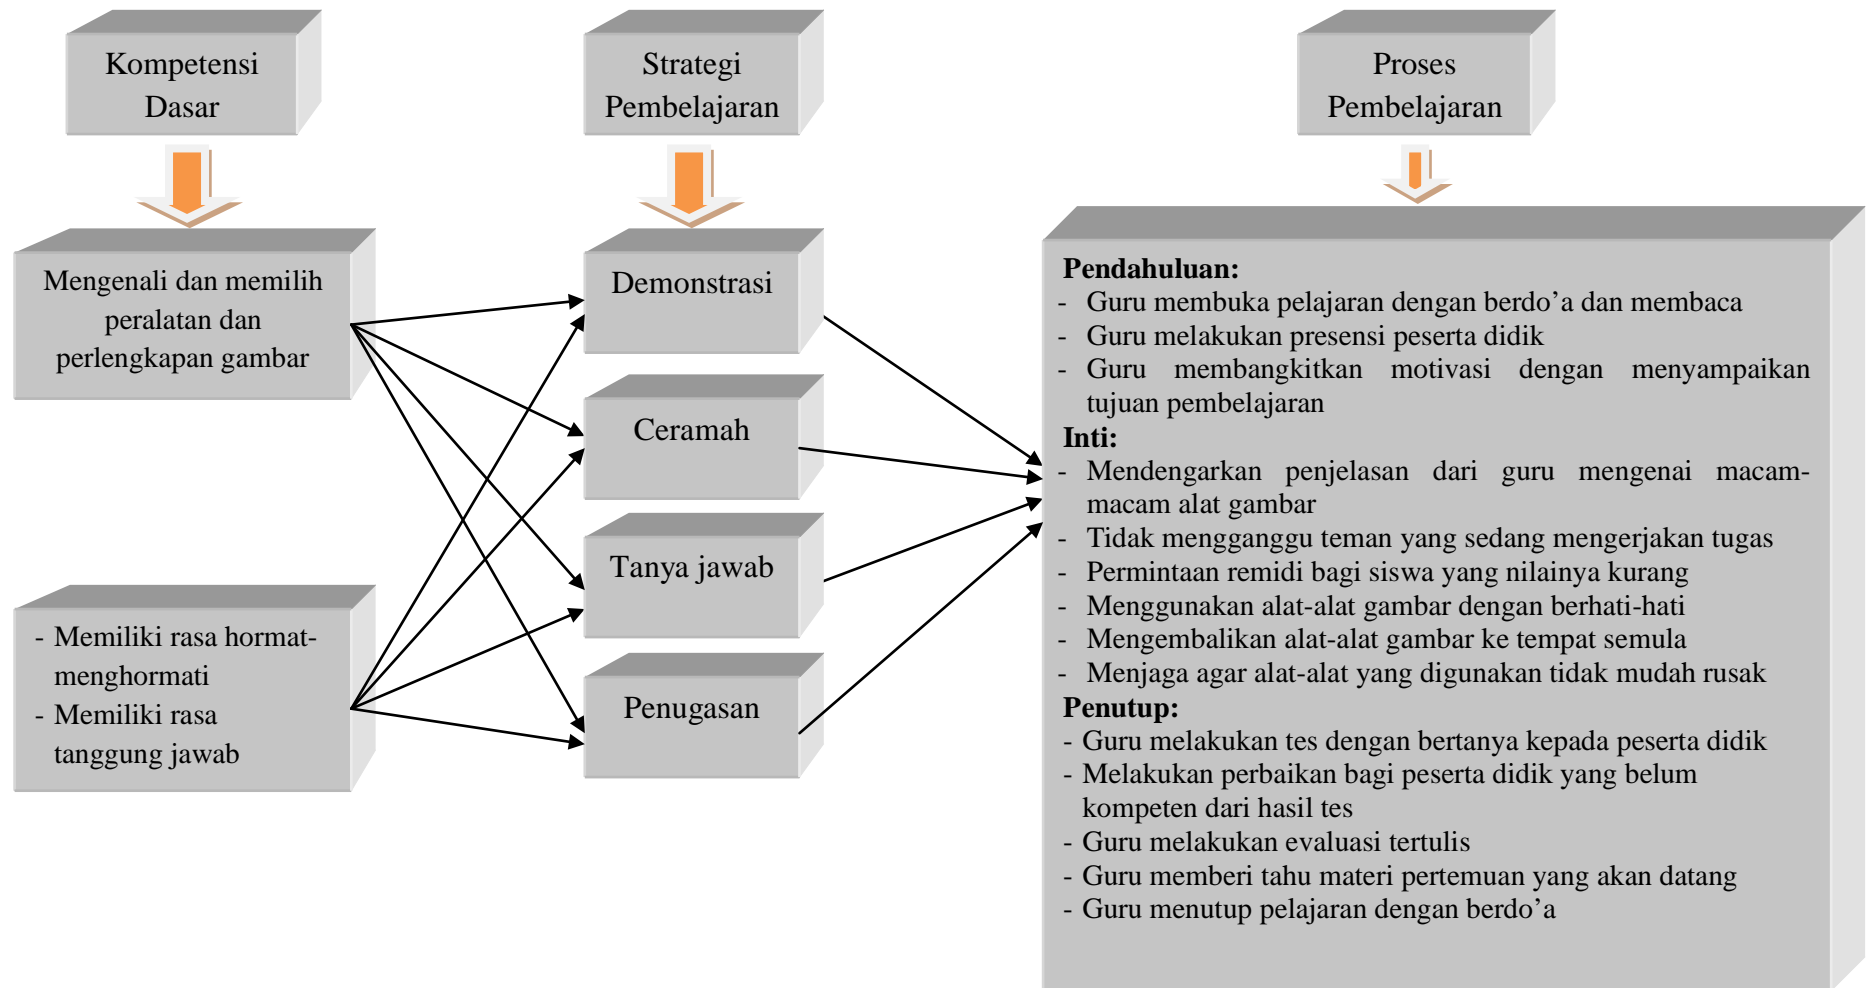 Kompetensi
Dasar
Strategi
Pembelajaran
Proses
Pembelajaran
Mengenali dan memilih
peralatan dan
perlengkapan gambar
- Memiliki rasa hormat-
menghormati
- Memiliki rasa
tanggung jawab
Demonstrasi
Ceramah
Tanya jawab
Penugasan
Pendahuluan:
- Guru membuka pelajaran dengan berdo’a dan membaca
- Guru melakukan presensi peserta didik
- Guru membangkitkan motivasi dengan menyampaikan
tujuan pembelajaran
Inti:
- Mendengarkan penjelasan dari guru mengenai macam-
macam alat gambar
- Tidak mengganggu teman yang sedang mengerjakan tugas
- Permintaan remidi bagi siswa yang nilainya kurang
- Menggunakan alat-alat gambar dengan berhati-hati
- Mengembalikan alat-alat gambar ke tempat semula
- Menjaga agar alat-alat yang digunakan tidak mudah rusak
Penutup:
- Guru melakukan tes dengan bertanya kepada peserta didik
- Melakukan perbaikan bagi peserta didik yang belum
kompeten dari hasil tes
- Guru melakukan evaluasi tertulis
- Guru memberi tahu materi pertemuan yang akan datang
- Guru menutup pelajaran dengan berdo’a